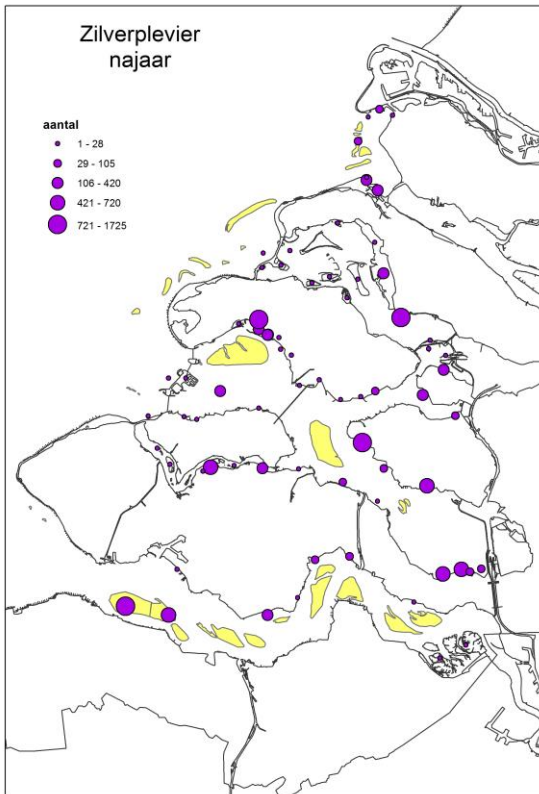 Zilverplevier
najaar
aantal
1 - 28
29 - 105
106 - 420
421 - 720
721 - 1725